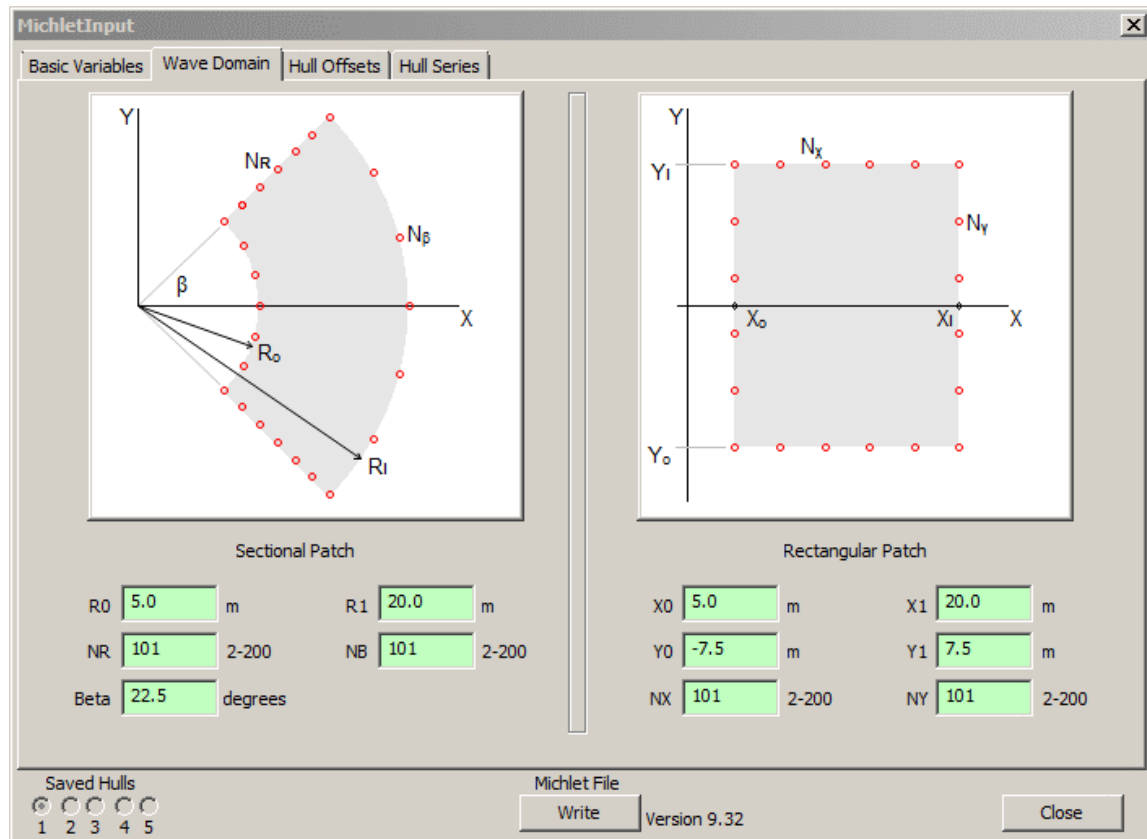 MichletInput
Basic Variables Wave Domain Hull Offsets Hull Series
Y
NR
Nβ
β
X
Ro
RI
Y
NX
YI
NY
Xo
XI
X
Yo
Sectional Patch
R0 5.0 m R1 20.0 m
NR 101 2-200 NB 101 2-200
Beta 22.5 degrees
Rectangular Patch
X0 5.0 m X1 20.0 m
Y0 -7.5 m Y1 7.5 m
NX 101 2-200 NY 101 2-200
Saved Hulls
1 2 3 4 5
Michlet File
Write Version 9.32
Close